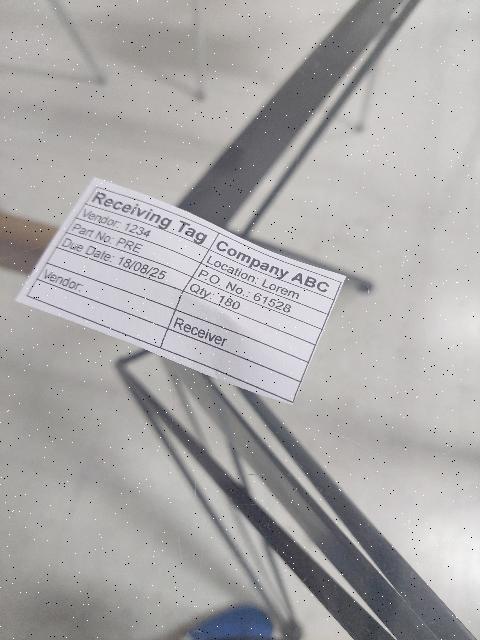 Receiving Tag
Company ABC
Vendor: 1234
Location: Lorem
Part No: PRE
P.O. No.: 61528
Due Date: 18/08/25
Qty: 180
Vendor:
Receiver